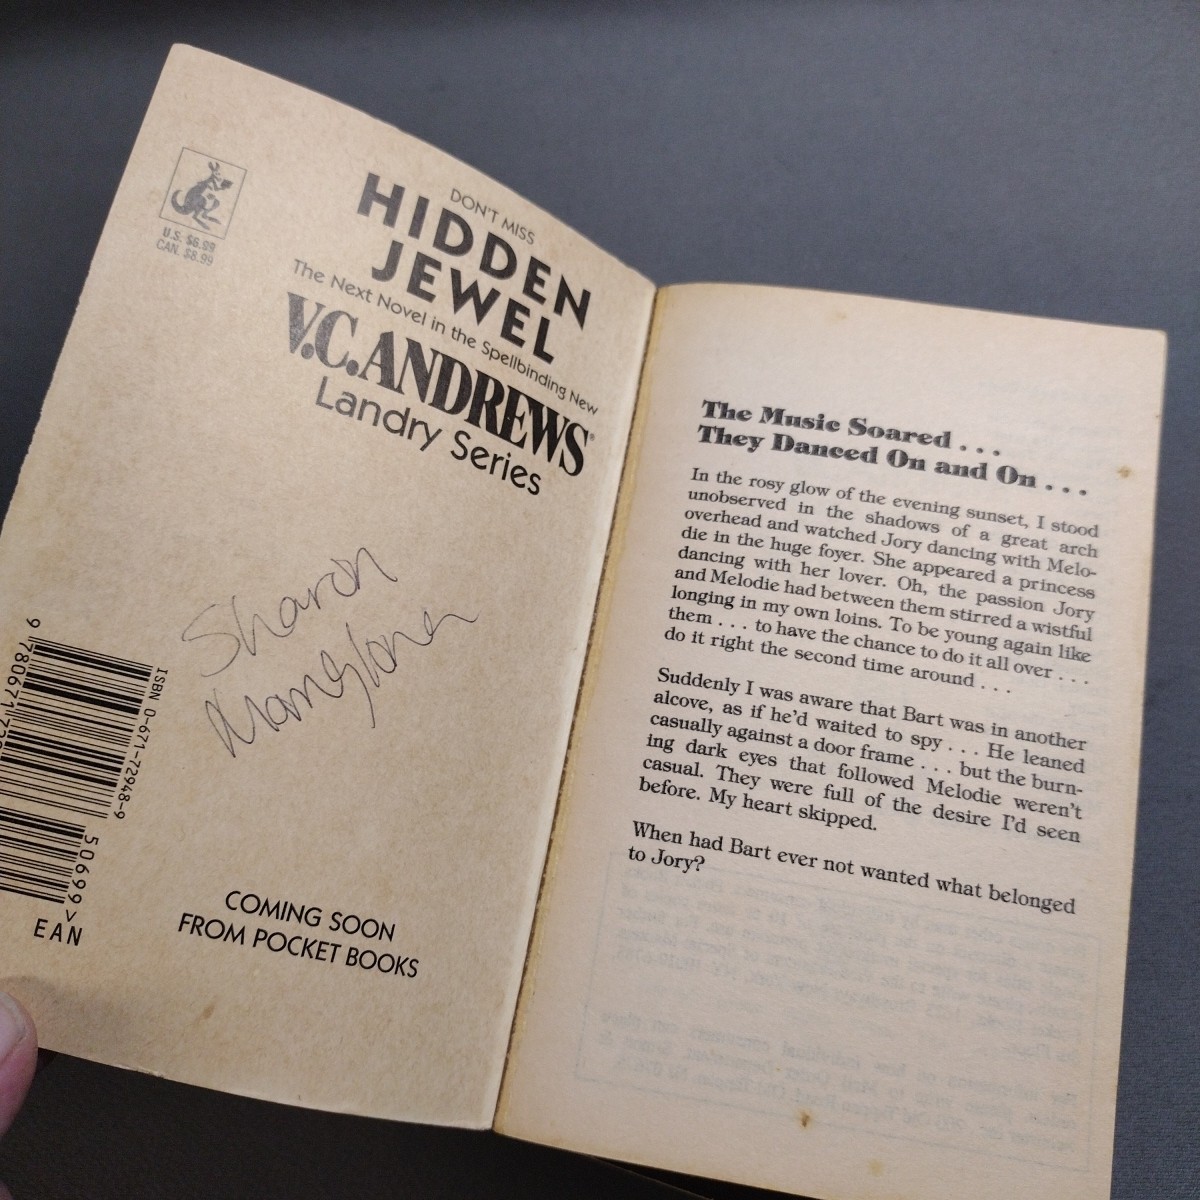 U.S. $6.99
CAN. $8.99
DON'T MISS
HIDDEN
JEWEL
The Next Novel in the Spellbinding New
V.C. ANDREWS®
Landry Series
Sharon
ISBN 0-671-72948-9
50699>
EAN
COMING SOON
FROM POCKET BOOKS
The Music Soared . . .
They Danced On and On . . .
In the rosy glow of the evening sunset, I stood
unobserved in the shadows of a great arch
overhead and watched Jory dancing with Melo-
die in the huge foyer. She appeared a princess
dancing with her lover. Oh, the passion Jory
and Melodie had between them stirred a wistful
longing in my own loins. To be young again like
them . . . to have the chance to do it all over . . .
do it right the second time around . . .
Suddenly I was aware that Bart was in another
alcove, as if he'd waited to spy . . . He leaned
casually against a door frame . . . but the burn-
ing dark eyes that followed Melodie weren't
casual. They were full of the desire I'd seen
before. My heart skipped.
When had Bart ever not wanted what belonged
to Jory?